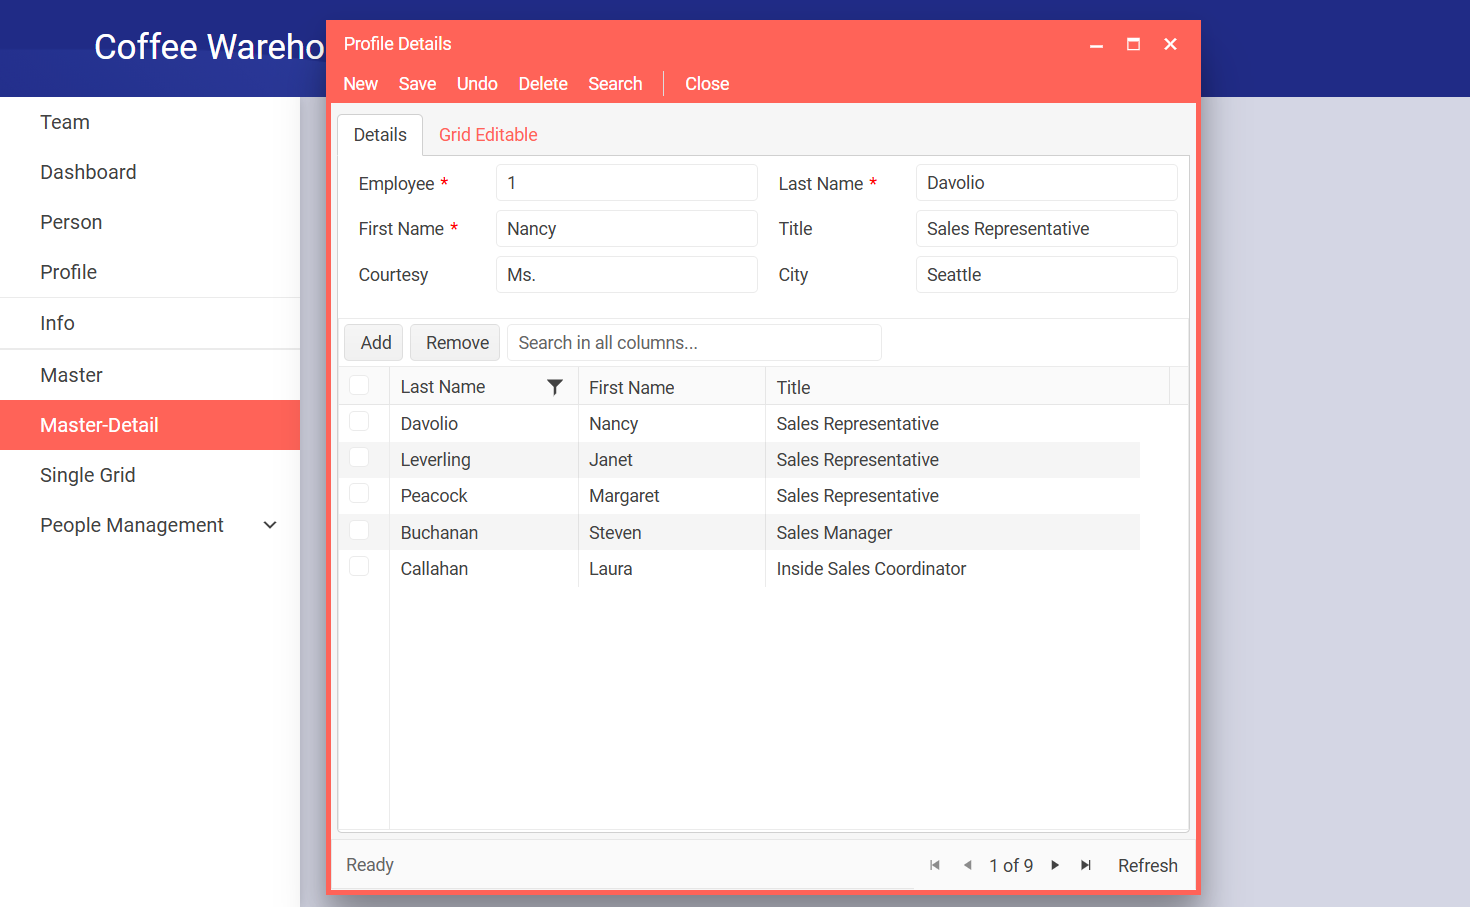 Coffee Wareho
Team
Dashboard
Person
Profile
Info
Master
Master-Detail
Single Grid
People Management
Profile Details
New Save Undo Delete Search Close
Details Grid Editable
Employee * 1 Last Name * Davolio
First Name * Nancy Title Sales Representative
Courtesy Ms. City Seattle
Add Remove Search in all columns...
Last Name First Name Title
Davolio Nancy Sales Representative
Leverling Janet Sales Representative
Peacock Margaret Sales Representative
Buchanan Steven Sales Manager
Callahan Laura Inside Sales Coordinator
Ready 1 of 9 Refresh